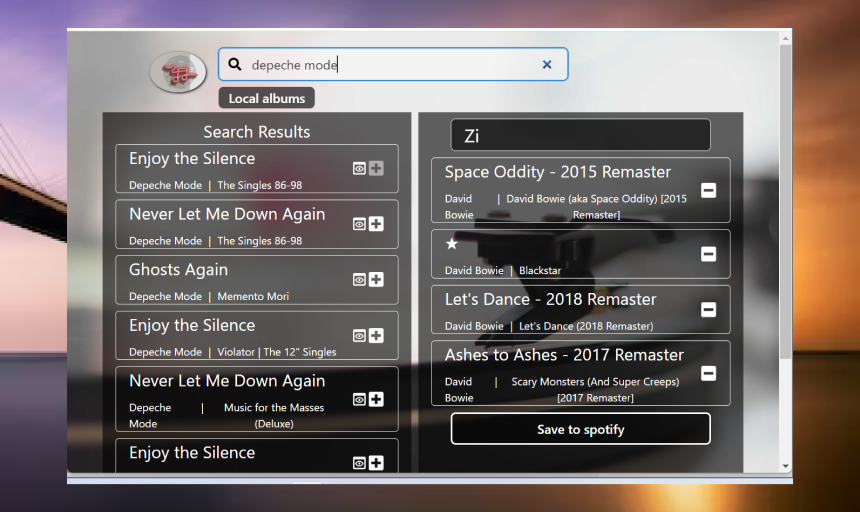 depeche mode
Local albums
Search Results
Enjoy the Silence
Depeche Mode | The Singles 86-98
Never Let Me Down Again
Depeche Mode | The Singles 86-98
Ghosts Again
Depeche Mode | Memento Mori
Enjoy the Silence
Depeche Mode | Violator | The 12" Singles
Never Let Me Down Again
Depeche Mode | Music for the Masses (Deluxe)
Enjoy the Silence
Zi
Space Oddity - 2015 Remaster
David Bowie | David Bowie (aka Space Oddity) [2015 Remaster]
★
David Bowie | Blackstar
Let's Dance - 2018 Remaster
David Bowie | Let's Dance (2018 Remaster)
Ashes to Ashes - 2017 Remaster
David Bowie | Scary Monsters (And Super Creeps) [2017 Remaster]
Save to spotify